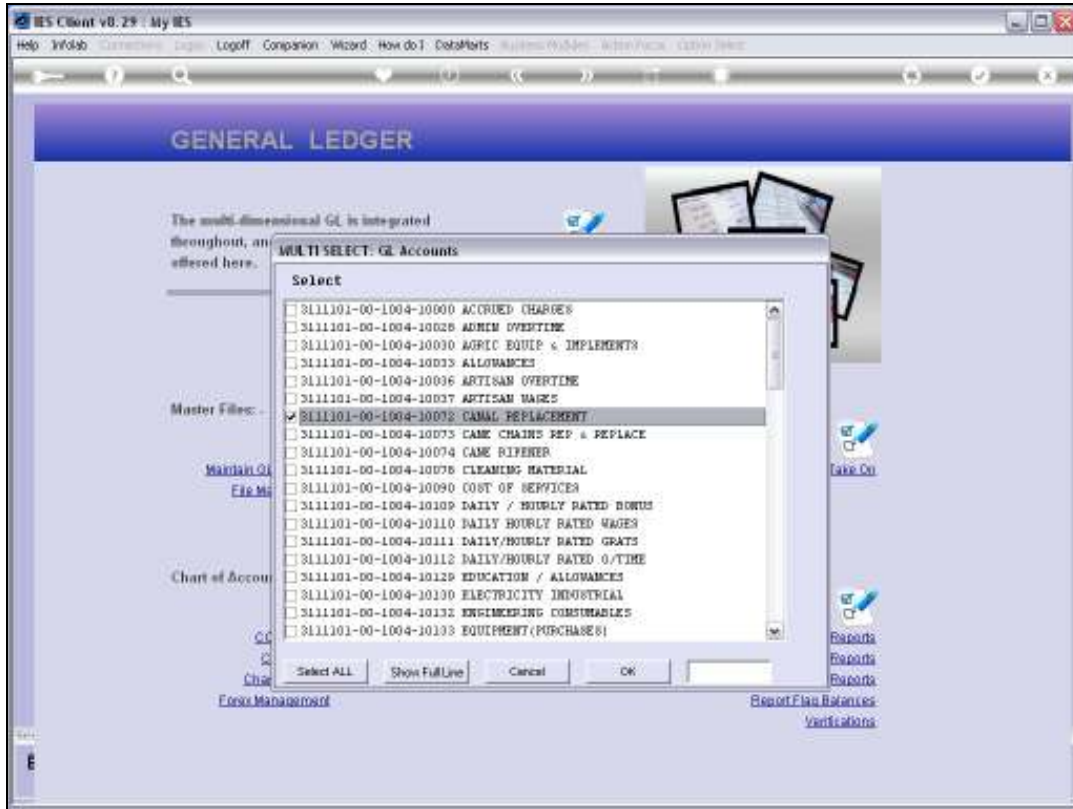 IES Client v8.29 : My IES
Help Infolab Logoff Companion Wizard How do I DataMarts
GENERAL LEDGER
The multi-dimensional GL is integrated
throughout, an
offered here.
MULTI SELECT: GL Accounts
Select
3111101-00-1004-10000 ACCRUED CHARGES
3111101-00-1004-10028 ADMIN OVERTIME
3111101-00-1004-10030 AGRIC EQUIP & IMPLEMENTS
3111101-00-1004-10033 ALLOWANCES
3111101-00-1004-10036 ARTISAN OVERTIME
3111101-00-1004-10037 ARTISAN WAGES
3111101-00-1004-10072 CANAL REPLACEMENT
3111101-00-1004-10073 CANE CHAINS REP & REPLACE
3111101-00-1004-10074 CANE RIPENER
3111101-00-1004-10078 CLEANING MATERIAL
3111101-00-1004-10090 COST OF SERVICES
3111101-00-1004-10109 DAILY / HOURLY RATED BONUS
3111101-00-1004-10110 DAILY HOURLY RATED WAGES
3111101-00-1004-10111 DAILY/HOURLY RATED GRATS
3111101-00-1004-10112 DAILY/HOURLY RATED O/TIME
3111101-00-1004-10129 EDUCATION / ALLOWANCES
3111101-00-1004-10130 ELECTRICITY INDUSTRIAL
3111101-00-1004-10132 ENGINEERING CONSUMABLES
3111101-00-1004-10133 EQUIPMENT(PURCHASES)
Select ALL Show Full Line Cancel OK
Master Files: .
Maintain GL
Take On
File Ma
Chart of Accou
Reports
Reports
Char
Reports
Forex Management
Report Flag Balances
Verifications